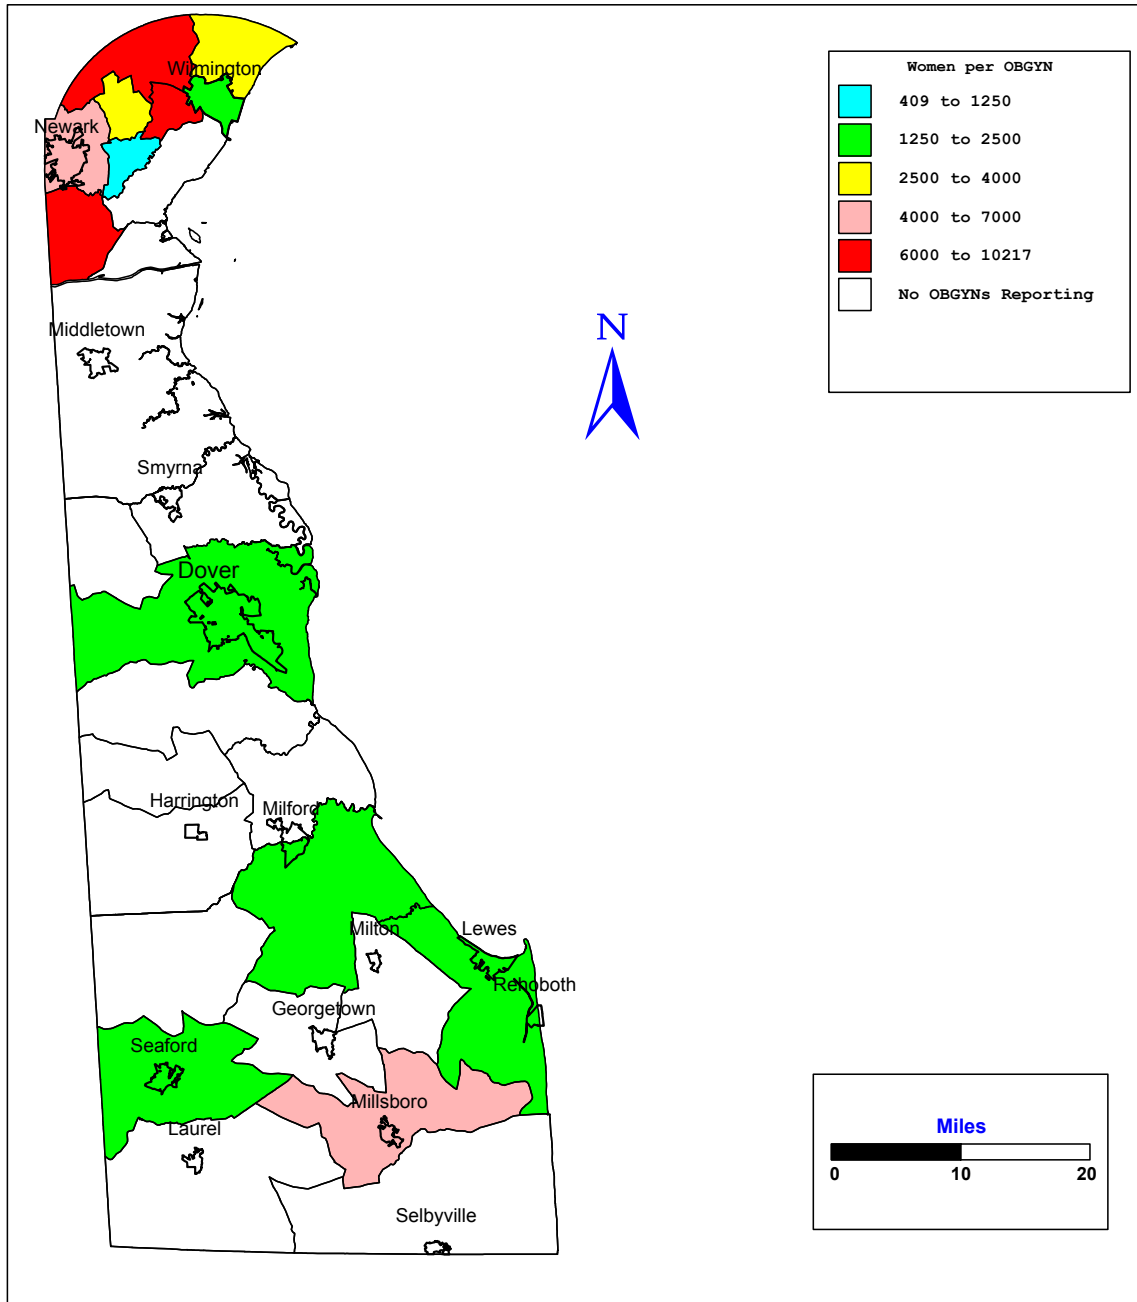 Wilmington
Newark
Women per OBGYN
409 to 1250
1250 to 2500
2500 to 4000
4000 to 7000
6000 to 10217
No OBGYNs Reporting
N
Middletown
Smyrna
Dover
Harrington
Milford
Milton
Lewes
Rehoboth
Georgetown
Seaford
Millsboro
Laurel
Selbyville
Miles
0 10 20